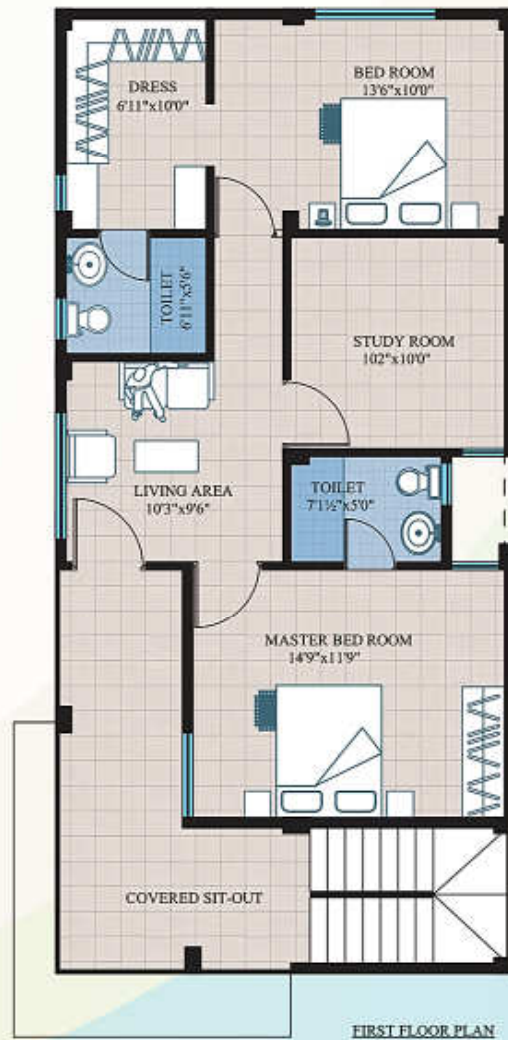 DRESS
6'11"x10'0"
BED ROOM
13'6"x10'0"
TOILET
6'11"x5'6"
STUDY ROOM
102"x10'0"
LIVING AREA
10'3"x9'6"
TOILET
7'1½"x5'0"
MASTER BED ROOM
14'9"x11'9"
COVERED SIT-OUT
FIRST FLOOR PLAN